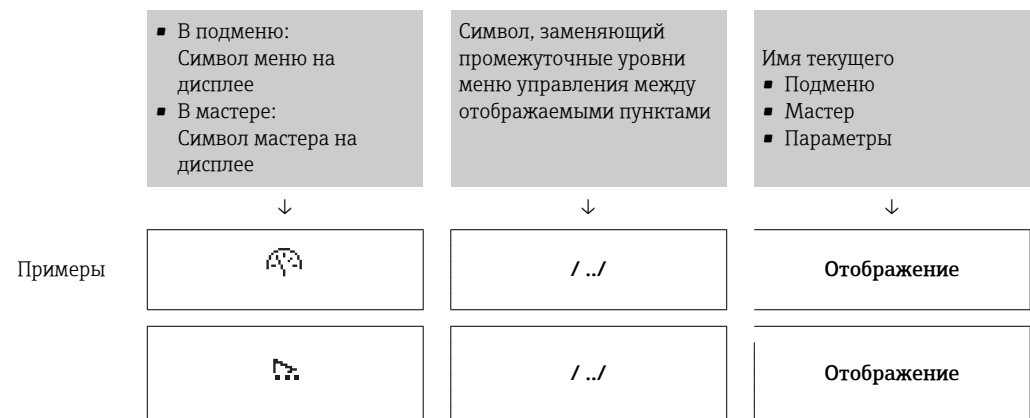 ▪ В подменю:
Символ меню на
дисплее
▪ В мастере:
Символ мастера на
дисплее
Символ, заменяющий
промежуточные уровни
меню управления между
отображаемыми пунктами
Имя текущего
▪ Подменю
▪ Мастер
▪ Параметры
↓ ↓ ↓
Примеры / ../ Отображение
/ ../ Отображение